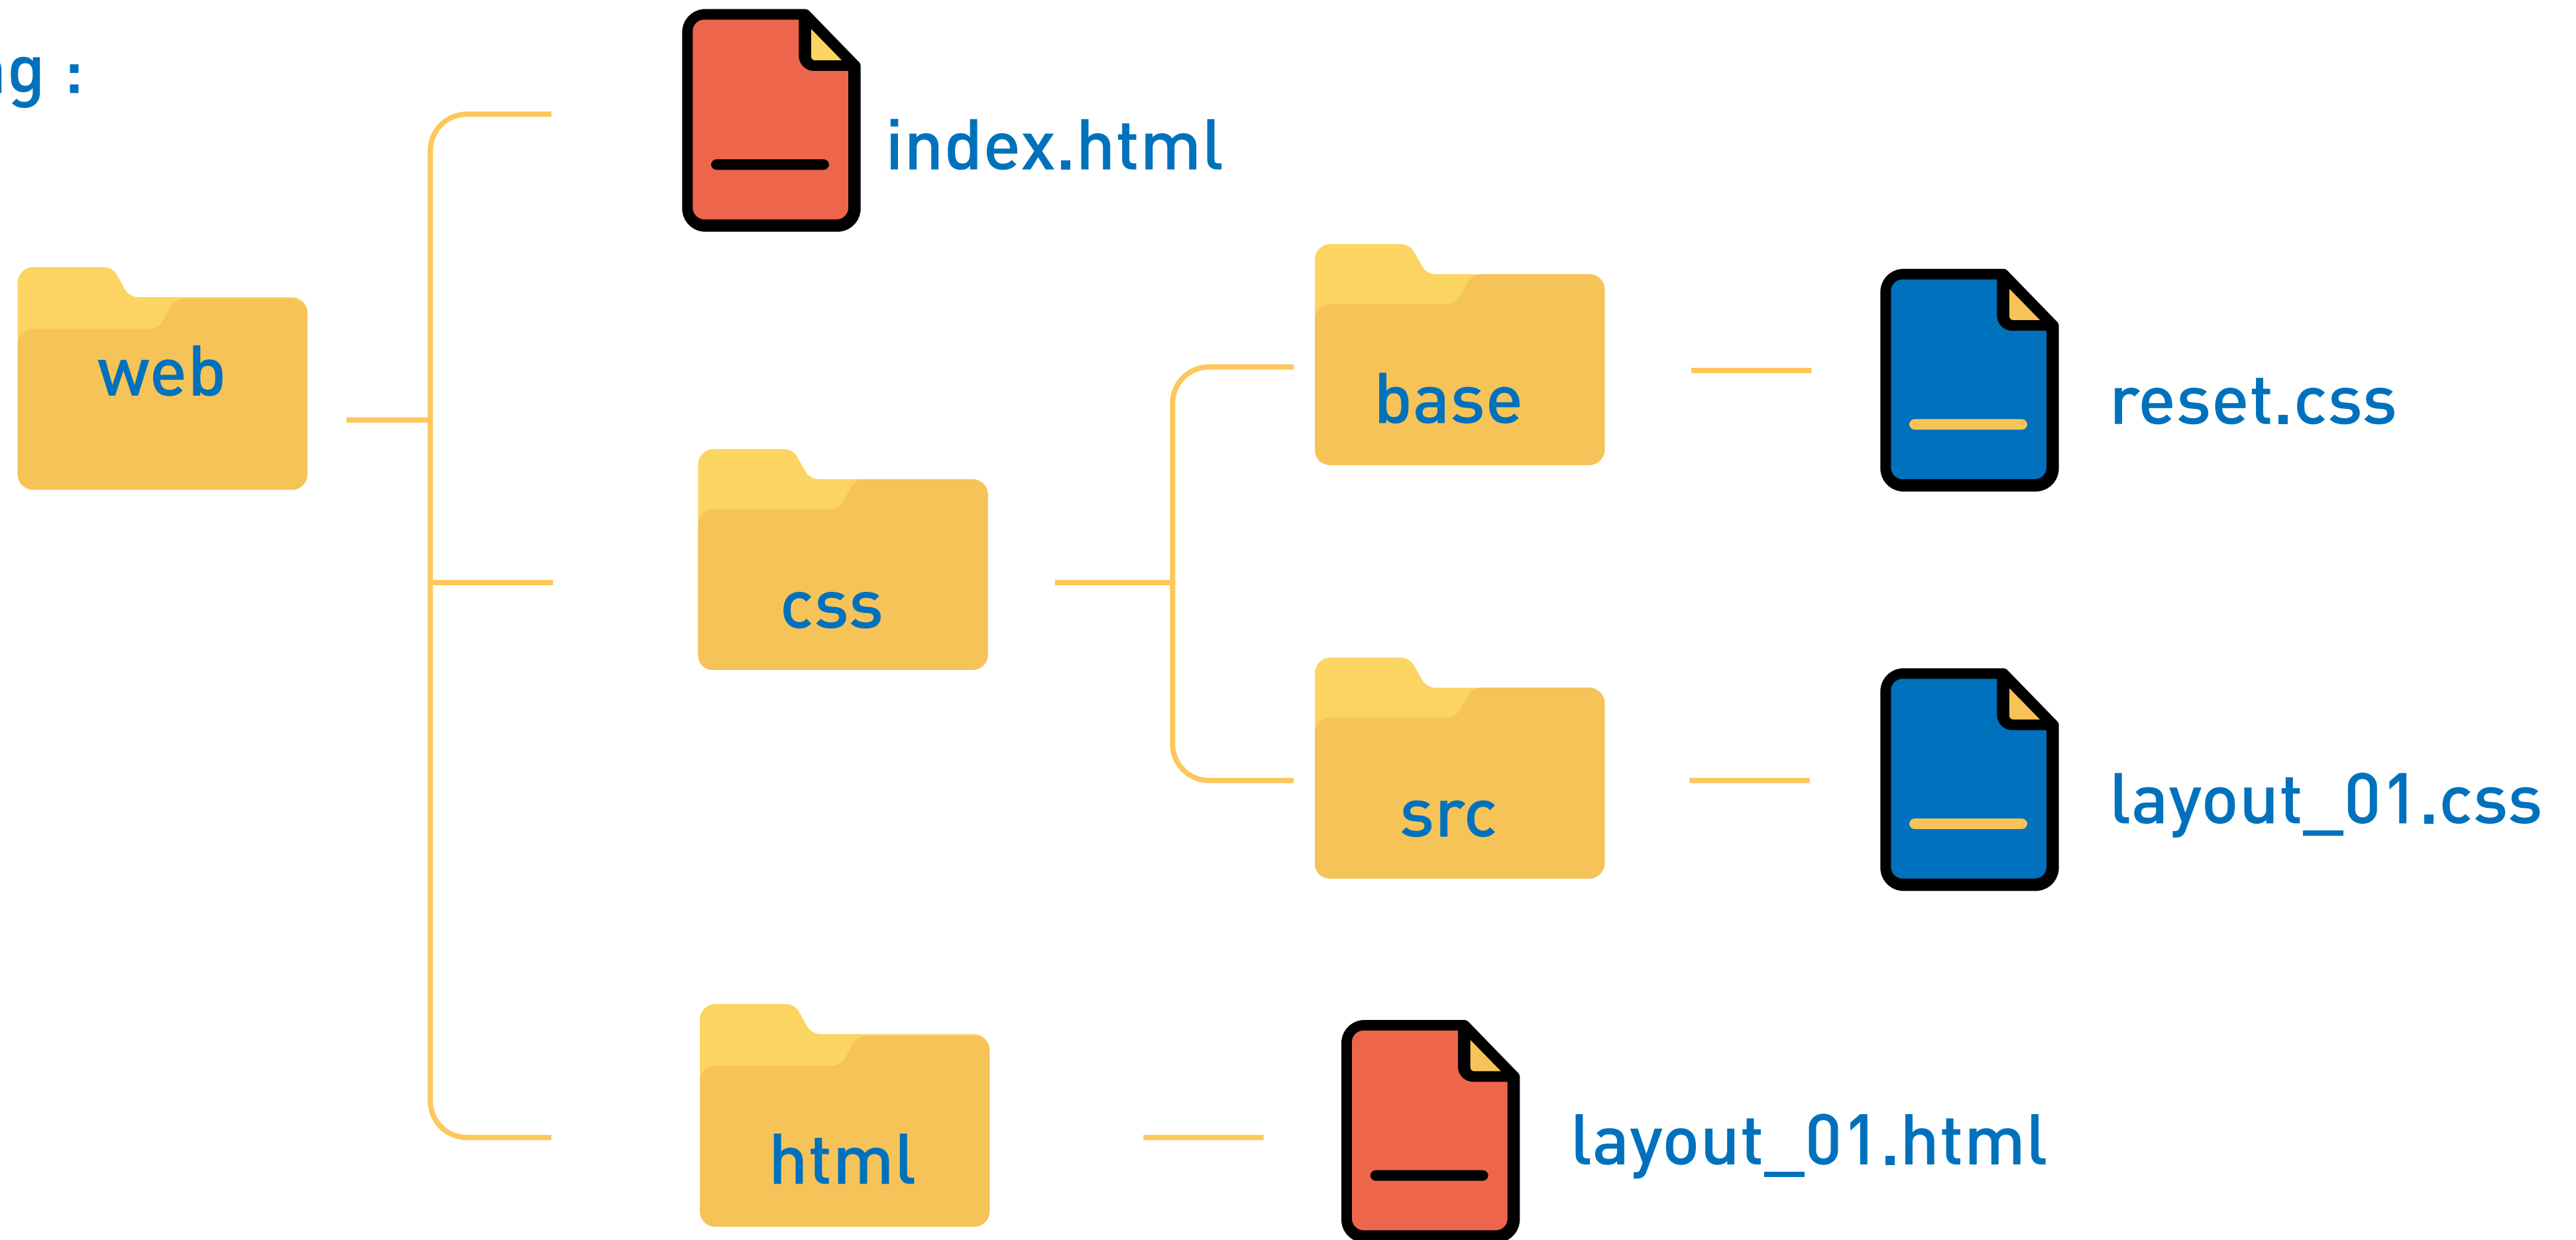 g :
index.html
web
base
reset.css
css
src
layout_01.css
html
layout_01.html